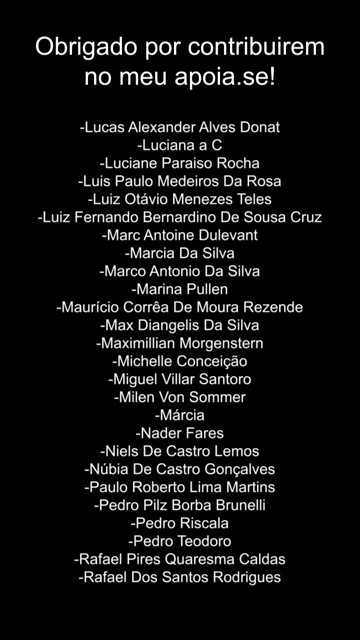 Obrigado por contribuirem
no meu apoia.se!
-Lucas Alexander Alves Donat
-Luciana a C
-Luciane Paraiso Rocha
-Luis Paulo Medeiros Da Rosa
-Luiz Otávio Menezes Teles
-Luiz Fernando Bernardino De Sousa Cruz
-Marc Antoine Dulevant
-Marcia Da Silva
-Marco Antonio Da Silva
-Marina Pullen
-Maurício Corrêa De Moura Rezende
-Max Diangelis Da Silva
-Maximillian Morgenstern
-Michelle Conceição
-Miguel Villar Santoro
-Milen Von Sommer
-Márcia
-Nader Fares
-Niels De Castro Lemos
-Núbia De Castro Gonçalves
-Paulo Roberto Lima Martins
-Pedro Pilz Borba Brunelli
-Pedro Riscala
-Pedro Teodoro
-Rafael Pires Quaresma Caldas
-Rafael Dos Santos Rodrigues